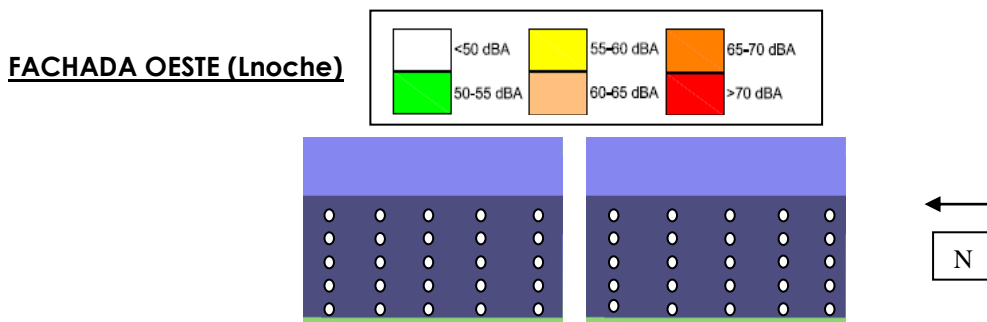 FACHADA OESTE (Lnoche)
<50 dBA
55-60 dBA
65-70 dBA
50-55 dBA
60-65 dBA
>70 dBA
N